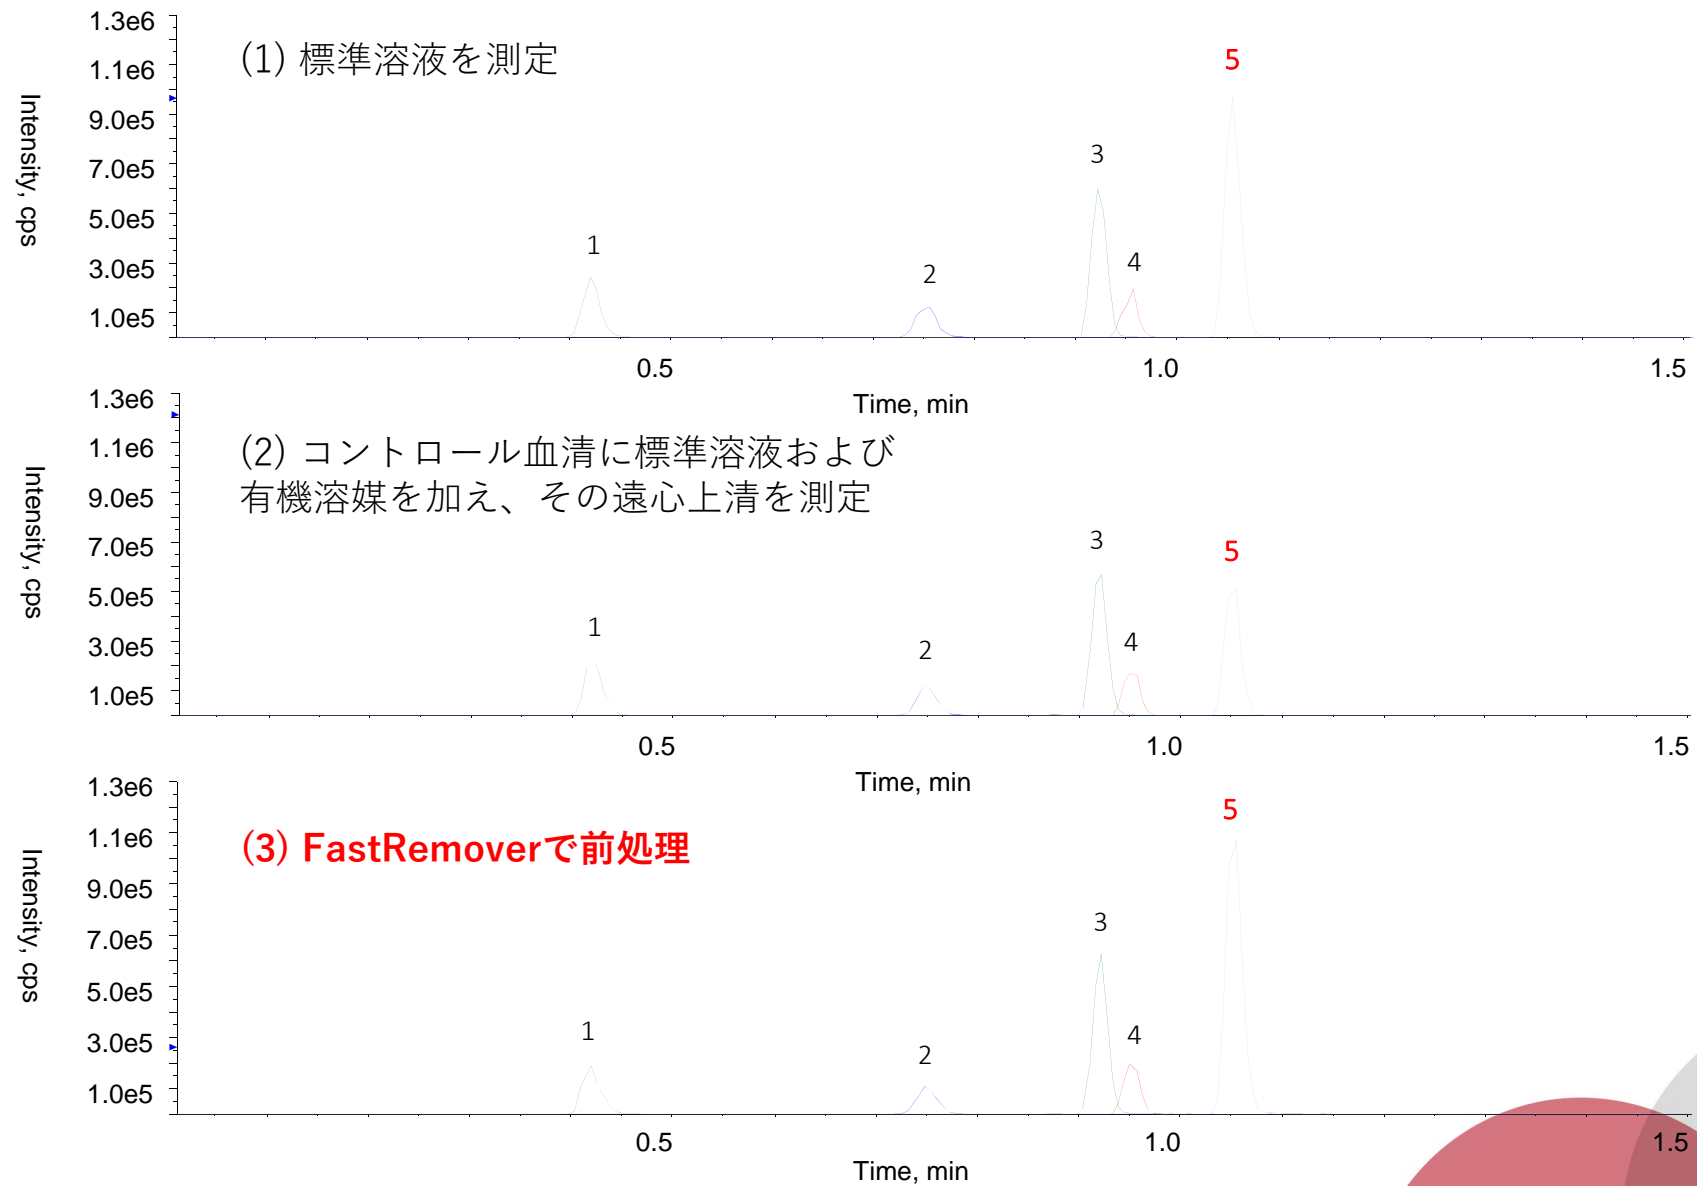 (1) 標準溶液を測定
1.3e6
1.1e6
9.0e5
7.0e5
5.0e5
3.0e5
1.0e5
Intensity, cps
1
2
3
4
5
0.5
1.0
1.5
Time, min
(2) コントロール血清に標準溶液および
有機溶媒を加え、その遠心上清を測定
1.3e6
1.1e6
9.0e5
7.0e5
5.0e5
3.0e5
1.0e5
Intensity, cps
1
2
3
4
5
0.5
1.0
1.5
Time, min
(3) FastRemoverで前処理
1.3e6
1.1e6
9.0e5
7.0e5
5.0e5
3.0e5
1.0e5
Intensity, cps
1
2
3
4
5
0.5
1.0
1.5
Time, min